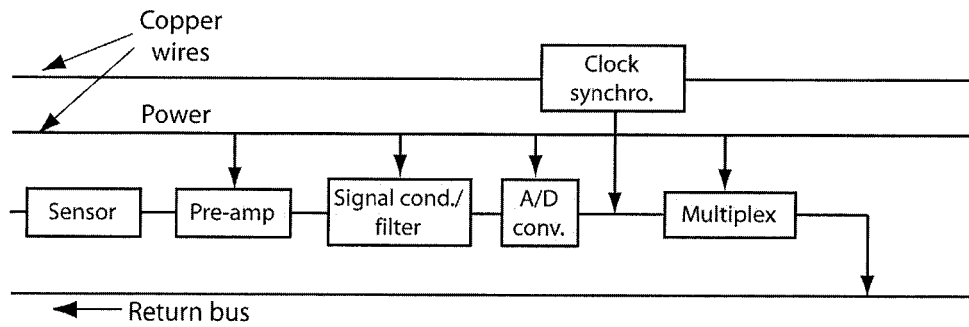 Copper
wires
Clock
synchro.
Power
Sensor
Pre-amp
Signal cond./
filter
A/D
conv.
Multiplex
Return bus